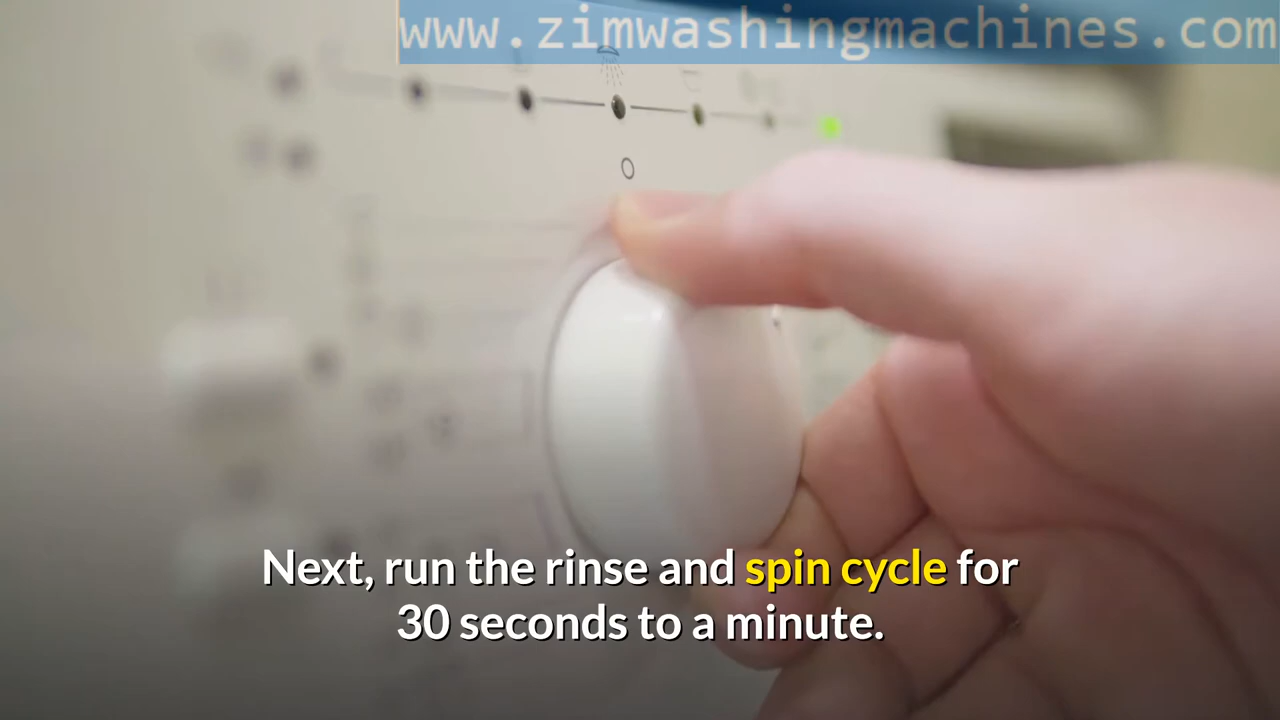 www.zimwashingmachines.com
Next, run the rinse and spin cycle for
30 seconds to a minute.